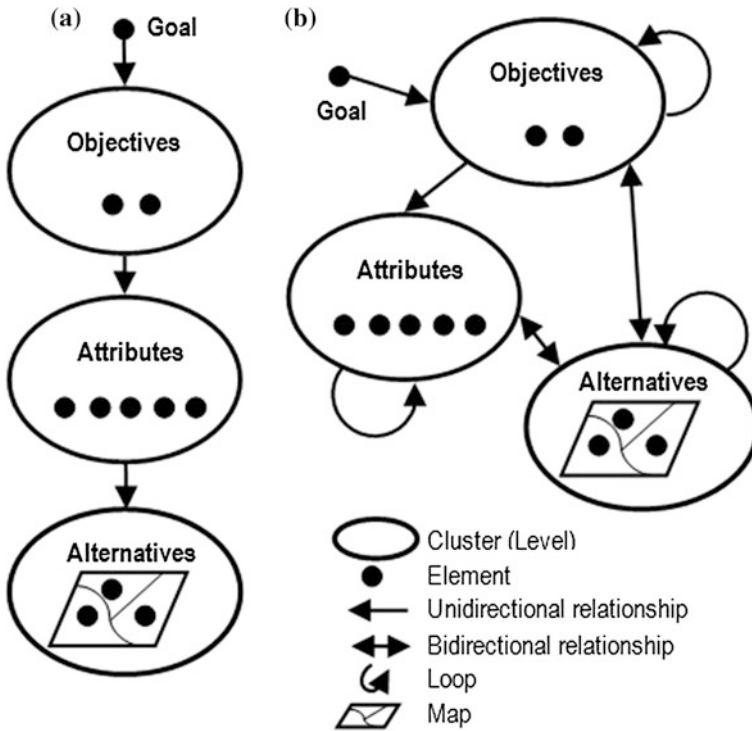 (a)
Goal
Objectives
Attributes
Alternatives
(b)
Goal
Objectives
Attributes
Alternatives
Cluster (Level)
Element
Unidirectional relationship
Bidirectional relationship
Loop
Map